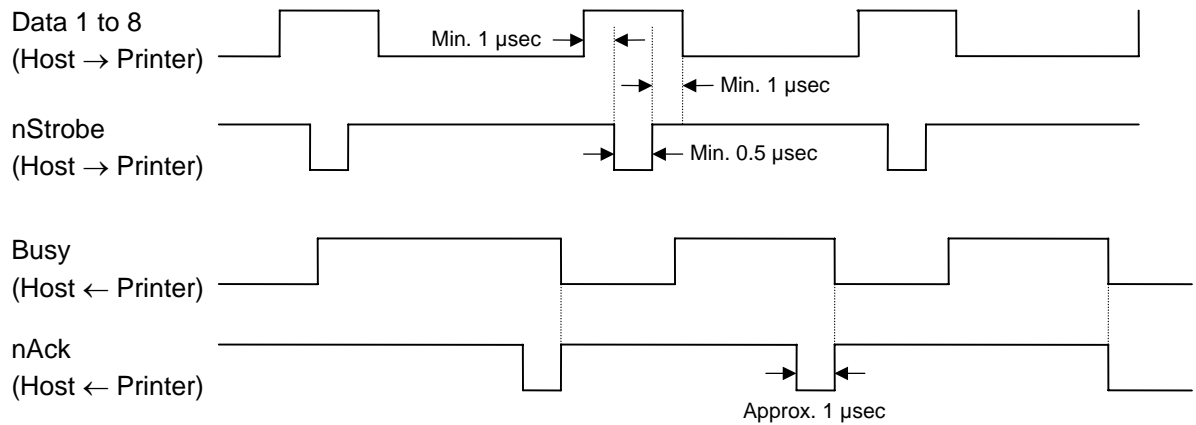 Data 1 to 8
(Host → Printer)
Min. 1 µsec
Min. 1 µsec
nStrobe
(Host → Printer)
Min. 0.5 µsec
Busy
(Host ← Printer)
nAck
(Host ← Printer)
Approx. 1 µsec